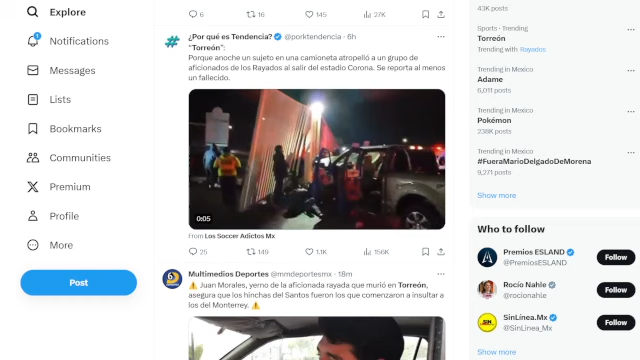 Explore
1
Notifications
Messages
Lists
Bookmarks
Communities
Premium
Profile
More
Post
6 16 145 27K
¿Por qué es Tendencia? @porktendencia · 6h
"Torreón":
Porque anoche un sujeto en una camioneta atropelló a un grupo de
aficionados de los Rayados al salir del estadio Corona. Se reporta al menos
un fallecido.
0:05
From Los Soccer Adictos Mx
25 149 1.1K 156K
Multimedios Deportes @mmdeportesmx · 18m
⚠️ Juan Morales, yerno de la aficionada rayada que murió en Torreón,
asegura que los hinchas del Santos fueron los que comenzaron a insultar a
los del Monterrey. ⚠️
43K posts
Sports · Trending
Torreón
Trending with Rayados
Trending in Mexico
Adame
6,011 posts
Trending in Mexico
Pokémon
238K posts
Trending in Mexico
#FueraMarioDelgadoDeMorena
9,271 posts
Show more
Who to follow
Premios ESLAND
@PremiosESLAND
Follow
Rocío Nahle
@rocionahle
Follow
SIN
SinLínea.Mx
@SinLinea_Mx
Follow
Show more